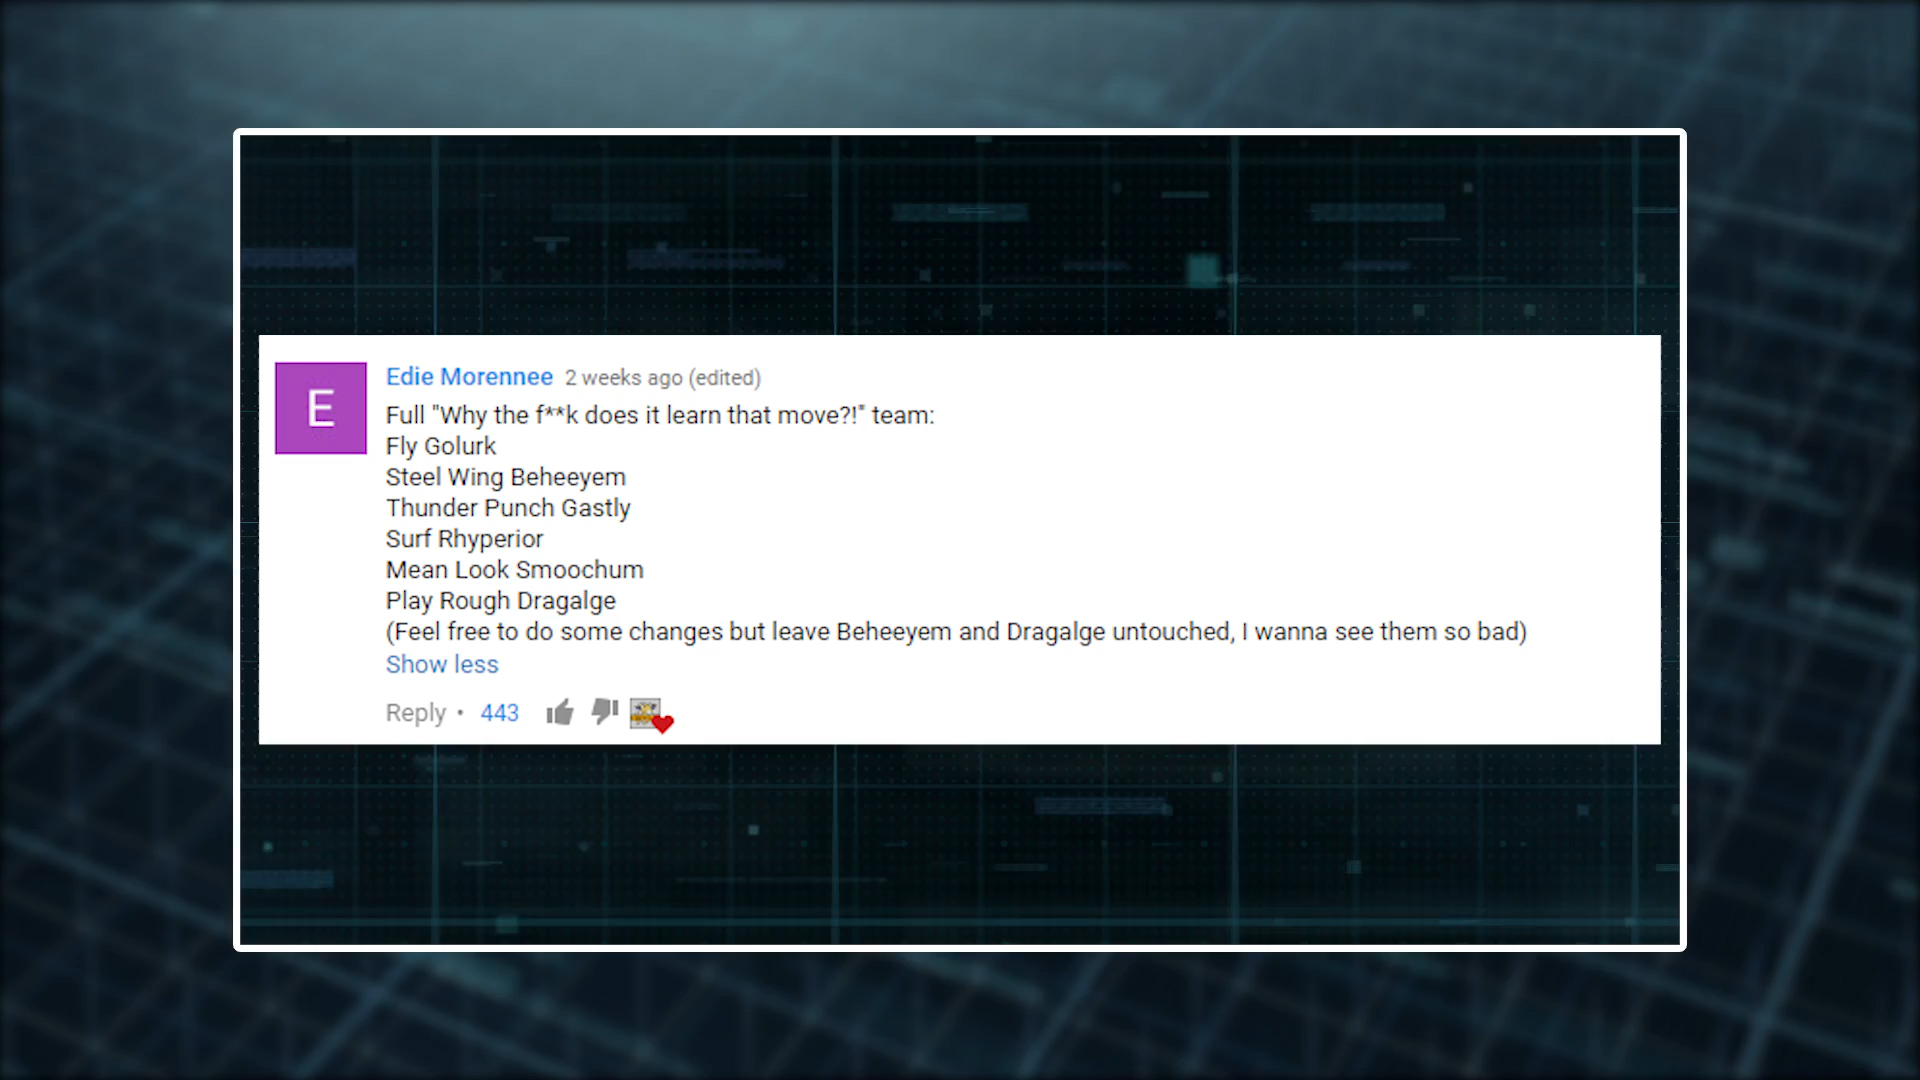 E
Edie Morennee 2 weeks ago (edited)
Full "Why the f**k does it learn that move?!" team:
Fly Golurk
Steel Wing Beheeyem
Thunder Punch Gastly
Surf Rhyperior
Mean Look Smoochum
Play Rough Dragalge
(Feel free to do some changes but leave Beheeyem and Dragalge untouched, I wanna see them so bad)
Show less
Reply • 443